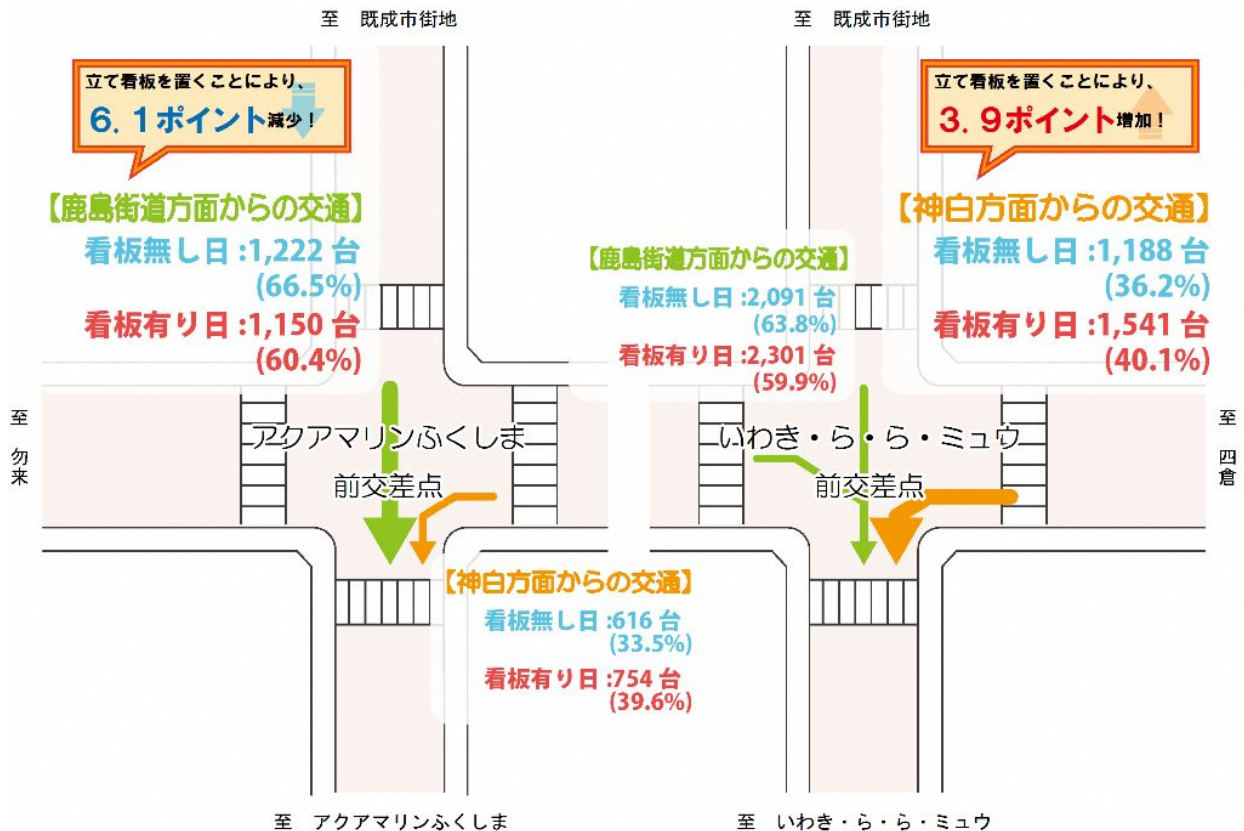 至 既成市街地
立て看板を置くことにより、
6.1ポイント減少!
【鹿島街道方面からの交通】
看板無し日:1,222 台
(66.5%)
看板有り日:1,150 台
(60.4%)
至 勿来
アクアマリンふくしま
前交差点
【神白方面からの交通】
看板無し日:616 台
(33.5%)
看板有り日:754 台
(39.6%)
至 アクアマリンふくしま
至 既成市街地
立て看板を置くことにより、
3.9ポイント増加!
【神白方面からの交通】
看板無し日:1,188 台
(36.2%)
看板有り日:1,541 台
(40.1%)
【鹿島街道方面からの交通】
看板無し日:2,091 台
(63.8%)
看板有り日:2,301 台
(59.9%)
いわき・ら・ら・ミュウ
前交差点
至 四倉
至 いわき・ら・ら・ミュウ